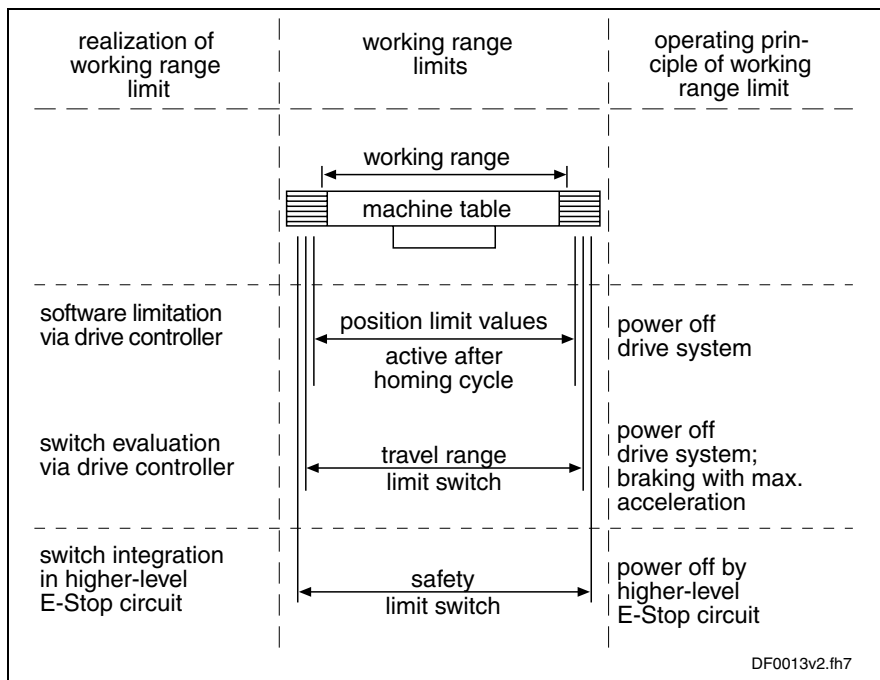 realization of
working range
limit
working range
limits
operating prin-
ciple of working
range limit
working range
machine table
software limitation
via drive controller
position limit values
active after
homing cycle
power off
drive system
switch evaluation
via drive controller
travel range
limit switch
power off
drive system;
braking with max.
acceleration
switch integration
in higher-level
E-Stop circuit
safety
limit switch
power off by
higher-level
E-Stop circuit
DF0013v2.fh7